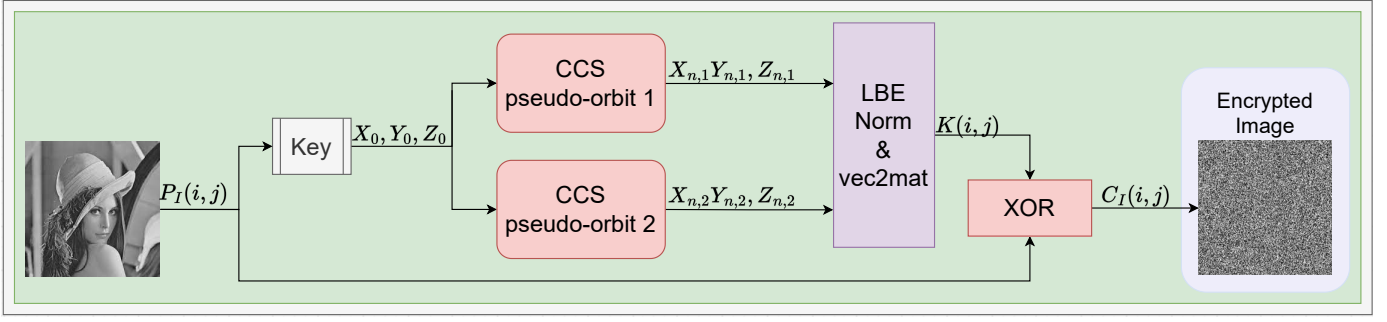 P_I(i, j)
Key
X_0, Y_0, Z_0
CCS
pseudo-orbit 1
X_{n,1}Y_{n,1}, Z_{n,1}
CCS
pseudo-orbit 2
X_{n,2}Y_{n,2}, Z_{n,2}
LBE
Norm
&
vec2mat
K(i, j)
XOR
C_I(i, j)
Encrypted
Image